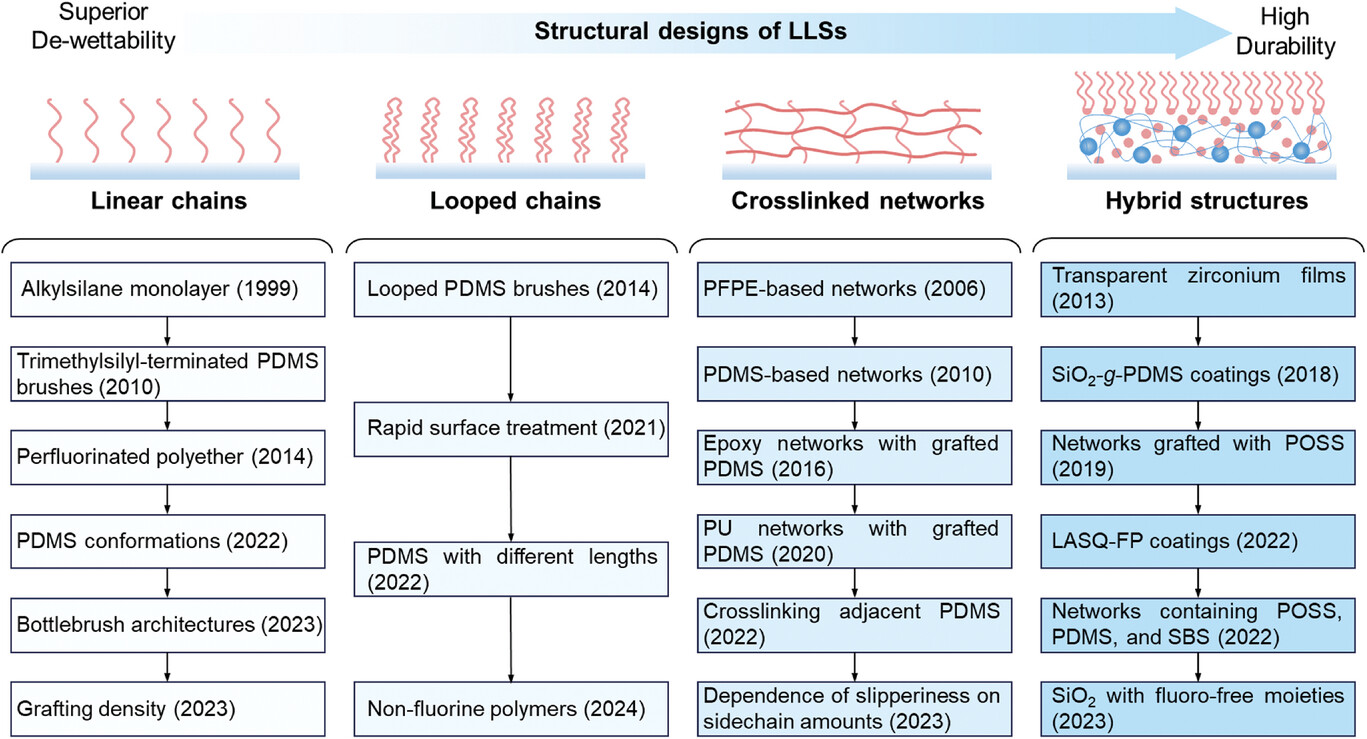 Superior
De-wettability
Structural designs of LLSs
High
Durability
Linear chains
Looped chains
Crosslinked networks
Hybrid structures
Alkylsilane monolayer (1999)
Trimethylsilyl-terminated PDMS
brushes (2010)
Perfluorinated polyether (2014)
PDMS conformations (2022)
Bottlebrush architectures (2023)
Grafting density (2023)
Looped PDMS brushes (2014)
Rapid surface treatment (2021)
PDMS with different lengths
(2022)
Non-fluorine polymers (2024)
PFPE-based networks (2006)
PDMS-based networks (2010)
Epoxy networks with grafted
PDMS (2016)
PU networks with grafted
PDMS (2020)
Crosslinking adjacent PDMS
(2022)
Dependence of slipperiness on
sidechain amounts (2023)
Transparent zirconium films
(2013)
SiO₂-g-PDMS coatings (2018)
Networks grafted with POSS
(2019)
LASQ-FP coatings (2022)
Networks containing POSS,
PDMS, and SBS (2022)
SiO₂ with fluoro-free moieties
(2023)